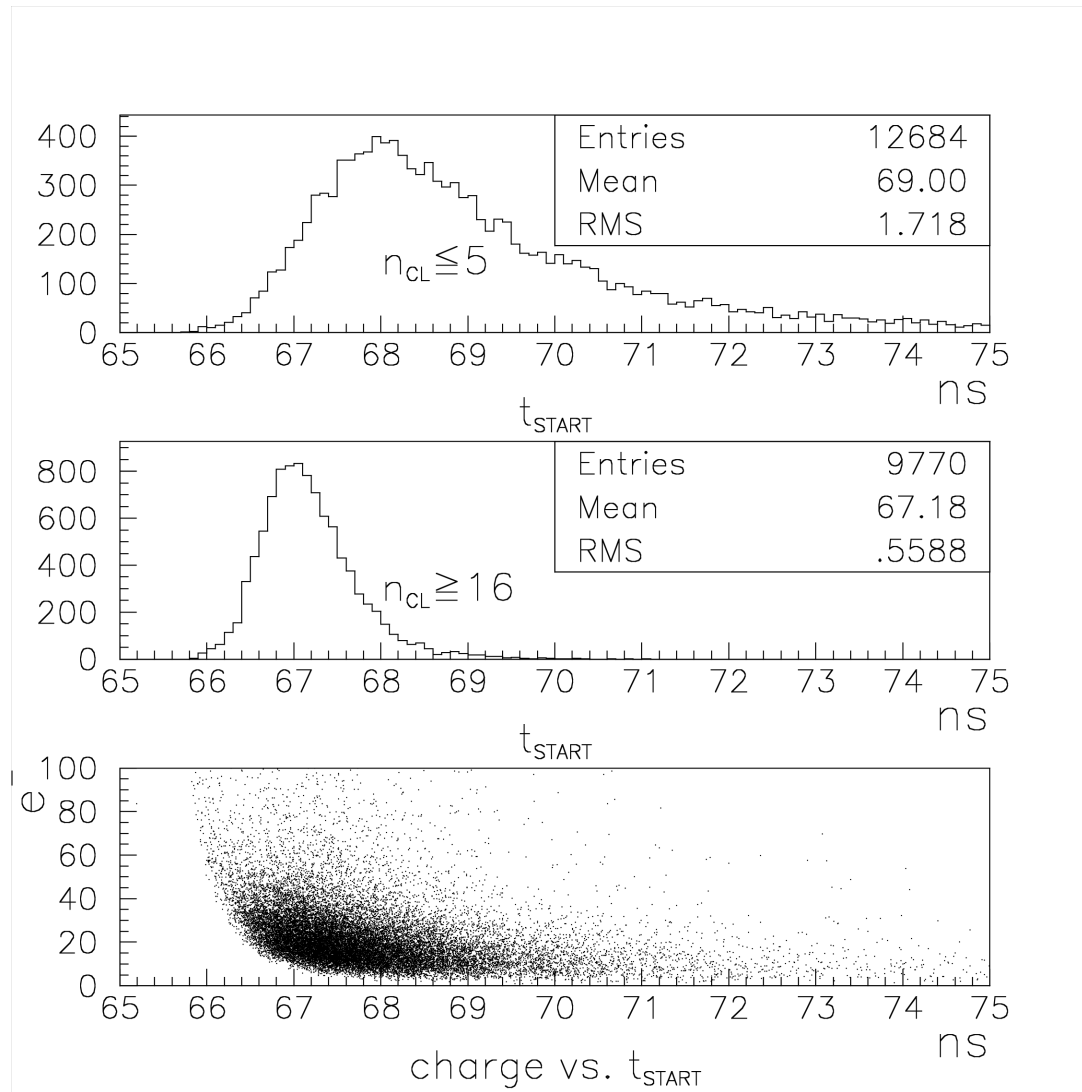 400
300
200
100
0
Entries 12684
Mean 69.00
RMS 1.718
n_CL ≦ 5
65 66 67 68 69 70 71 72 73 74 75
ns
t_START
800
600
400
200
0
Entries 9770
Mean 67.18
RMS .5588
n_CL ≧ 16
65 66 67 68 69 70 71 72 73 74 75
ns
t_START
e⁻
100
80
60
40
20
0
65 66 67 68 69 70 71 72 73 74 75
ns
charge vs. t_START